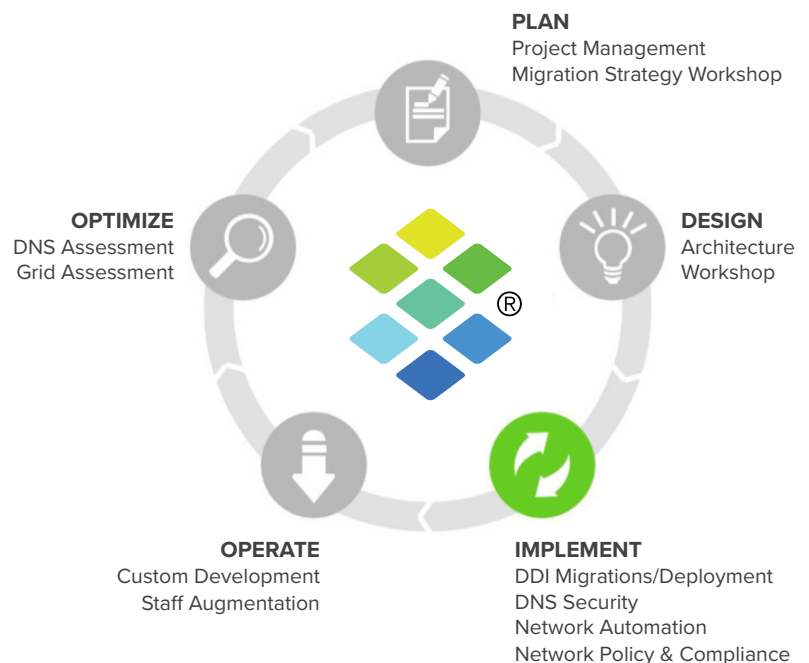 PLAN
Project Management
Migration Strategy Workshop
OPTIMIZE
DNS Assessment
Grid Assessment
DESIGN
Architecture
Workshop
®
OPERATE
Custom Development
Staff Augmentation
IMPLEMENT
DDI Migrations/Deployment
DNS Security
Network Automation
Network Policy & Compliance